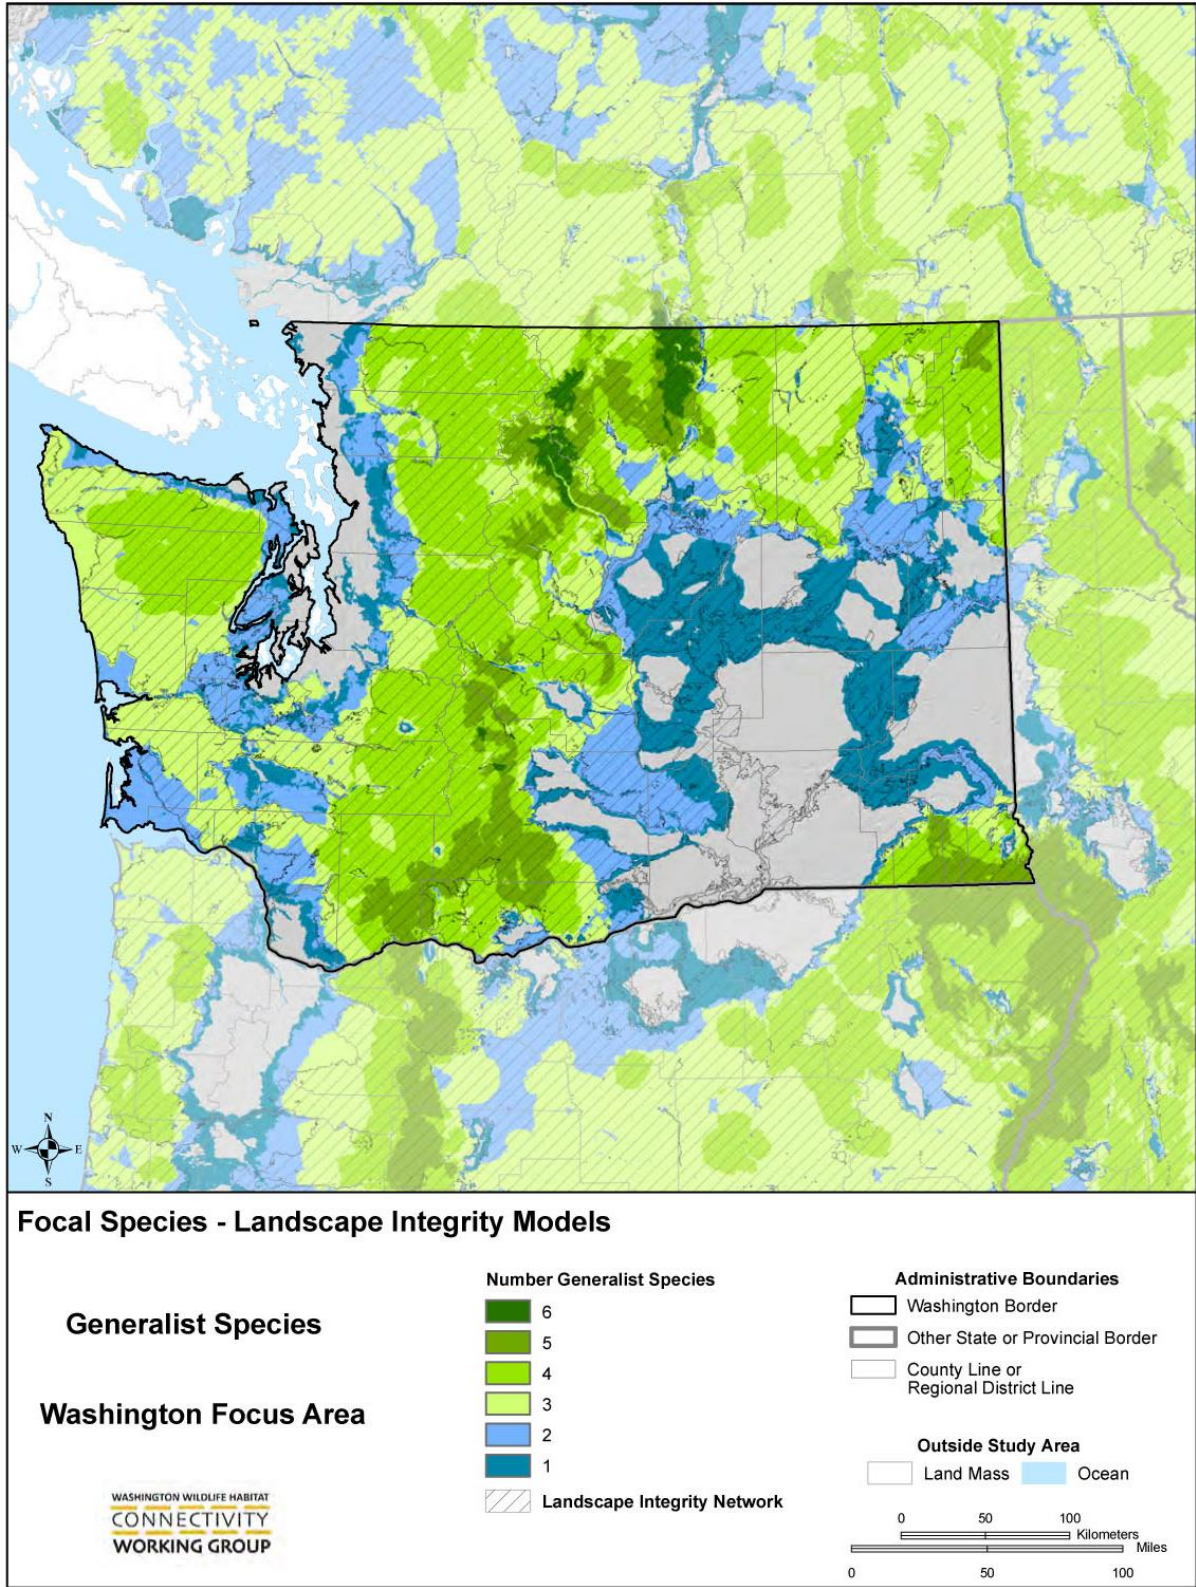 N
W E
S
Focal Species - Landscape Integrity Models
Generalist Species
Washington Focus Area
WASHINGTON WILDLIFE HABITAT
CONNECTIVITY
WORKING GROUP
Number Generalist Species
6
5
4
3
2
1
Landscape Integrity Network
Administrative Boundaries
Washington Border
Other State or Provincial Border
County Line or
Regional District Line
Outside Study Area
Land Mass Ocean
0 50 100
Kilometers
Miles
0 50 100